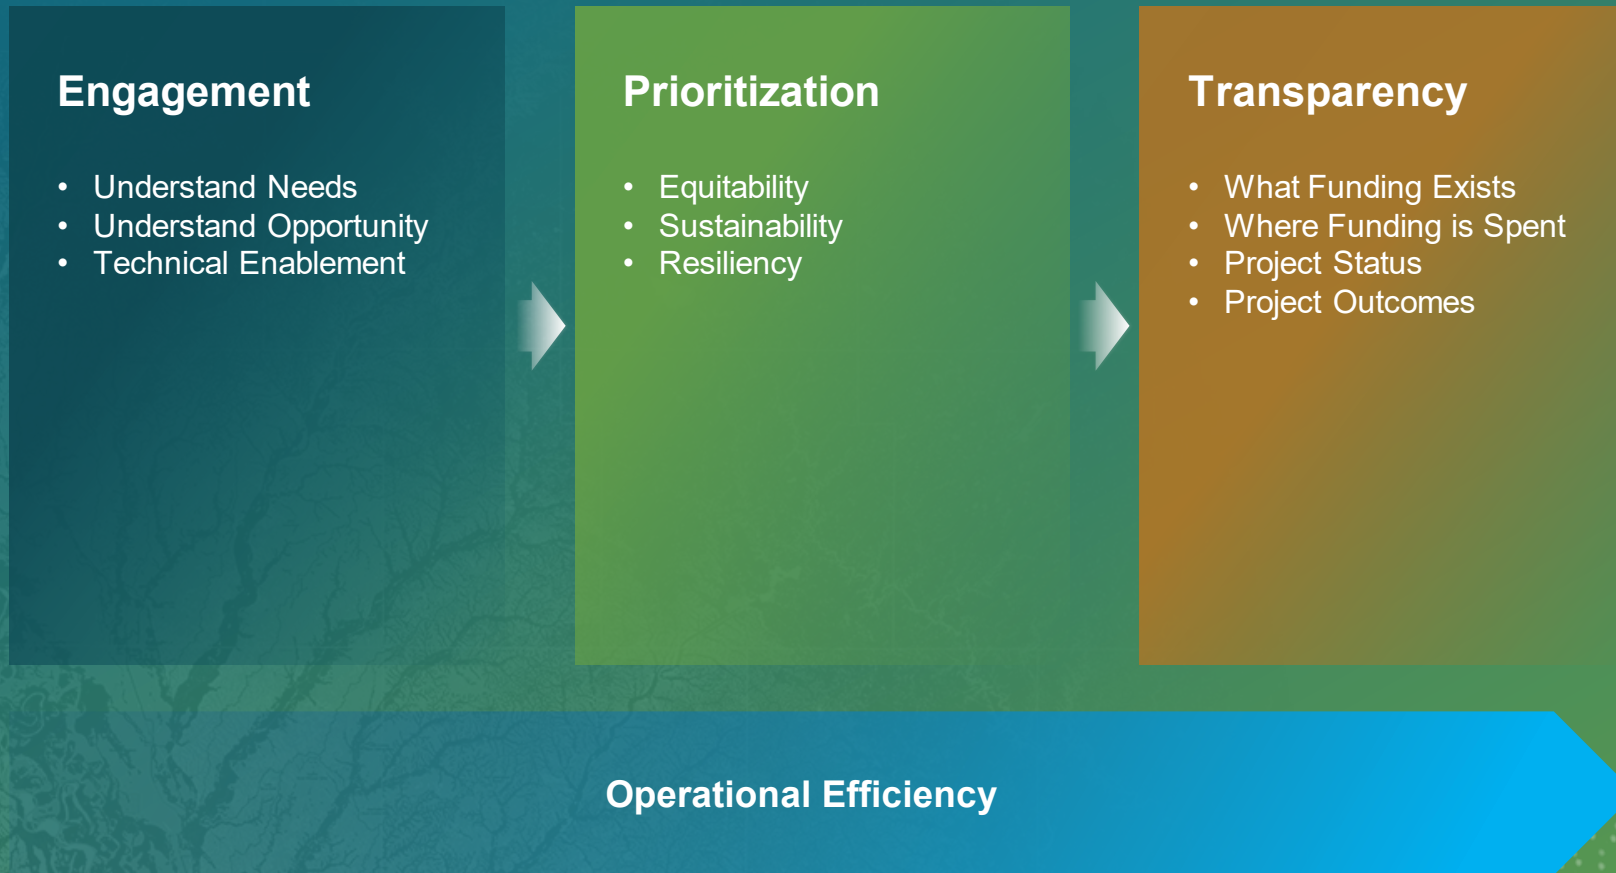 Engagement
• Understand Needs
• Understand Opportunity
• Technical Enablement
Prioritization
• Equitability
• Sustainability
• Resiliency
Transparency
• What Funding Exists
• Where Funding is Spent
• Project Status
• Project Outcomes
Operational Efficiency